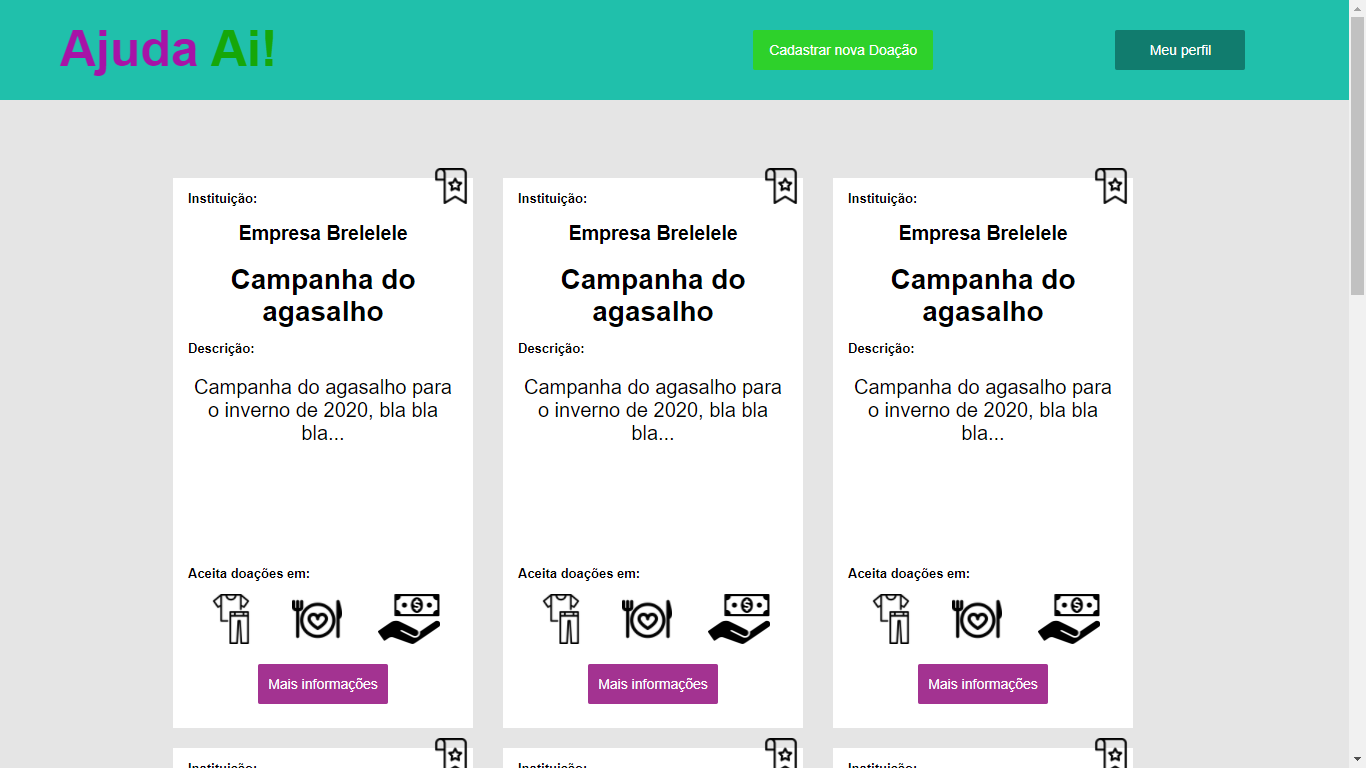 Ajuda Ai!
Cadastrar nova Doação
Meu perfil
Instituição:
Empresa Brelelele
Campanha do
agasalho
Descrição:
Campanha do agasalho para
o inverno de 2020, bla bla
bla...
Aceita doações em:
Mais informações
Instituição:
Empresa Brelelele
Campanha do
agasalho
Descrição:
Campanha do agasalho para
o inverno de 2020, bla bla
bla...
Aceita doações em:
Mais informações
Instituição:
Empresa Brelelele
Campanha do
agasalho
Descrição:
Campanha do agasalho para
o inverno de 2020, bla bla
bla...
Aceita doações em:
Mais informações
Instituição:
Instituição:
Instituição: